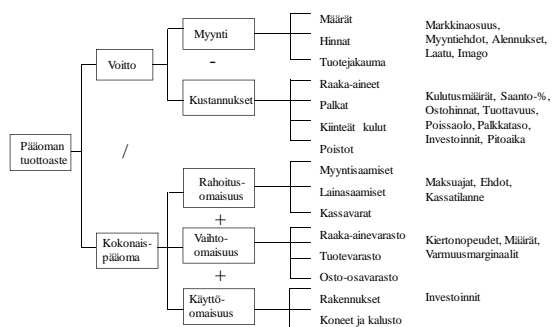 Pääoman
tuottoaste
Voitto
/
Kokonais-
pääoma
Myynti
-
Kustannukset
Rahoitus-
omaisuus
+
Vaihto-
omaisuus
+
Käyttö-
omaisuus
Määrät
Hinnat
Tuotejakauma
Raaka-aineet
Palkat
Kiinteät kulut
Poistot
Myyntisaamiset
Lainasaamiset
Kassavarat
Raaka-ainevarasto
Tuotevarasto
Osto-osavarasto
Rakennukset
Koneet ja kalusto
Markkinaosuus,
Myyntiehdot, Alennukset,
Laatu, Imago
Kulutusmäärät, Saanto-%,
Ostohinnat, Tuottavuus,
Poissaolo, Palkkataso,
Investoinnit, Pitoaika
Maksuajat, Ehdot,
Kassatilanne
Kiertonopeudet, Määrät,
Varmuusmarginaalit
Investoinnit